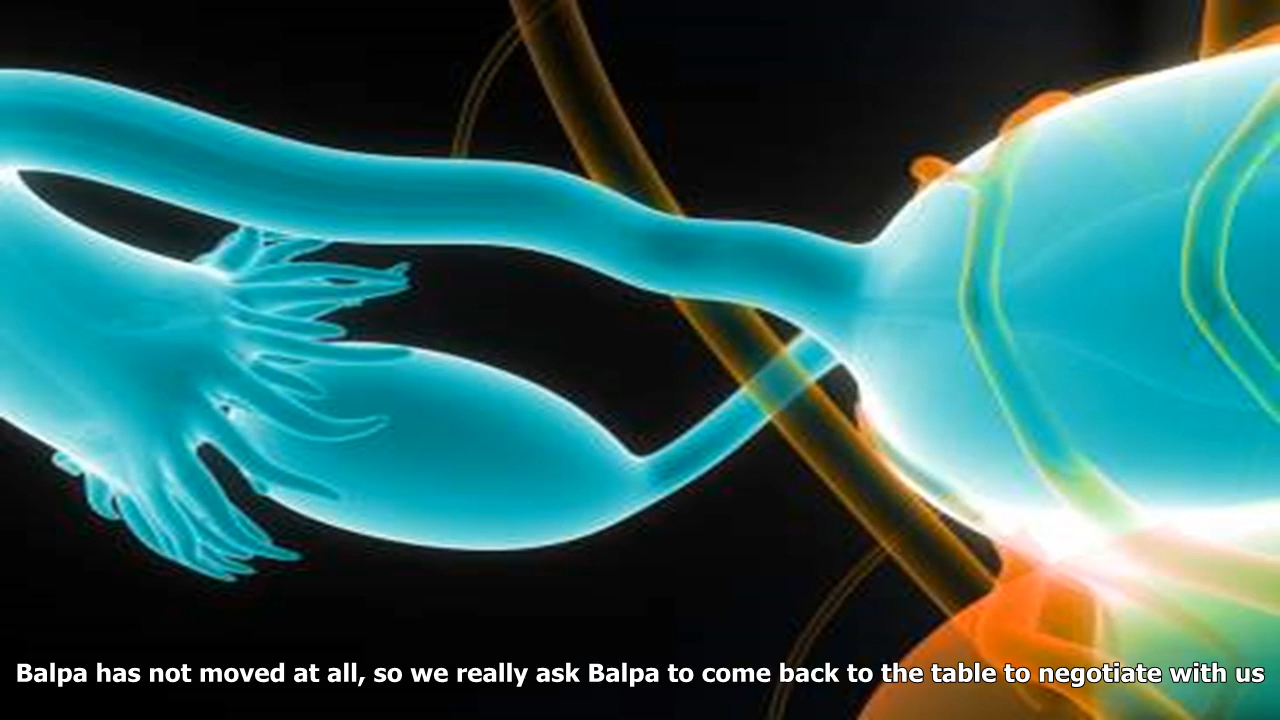 Balpa has not moved at all, so we really ask Balpa to come back to the table to negotiate with us